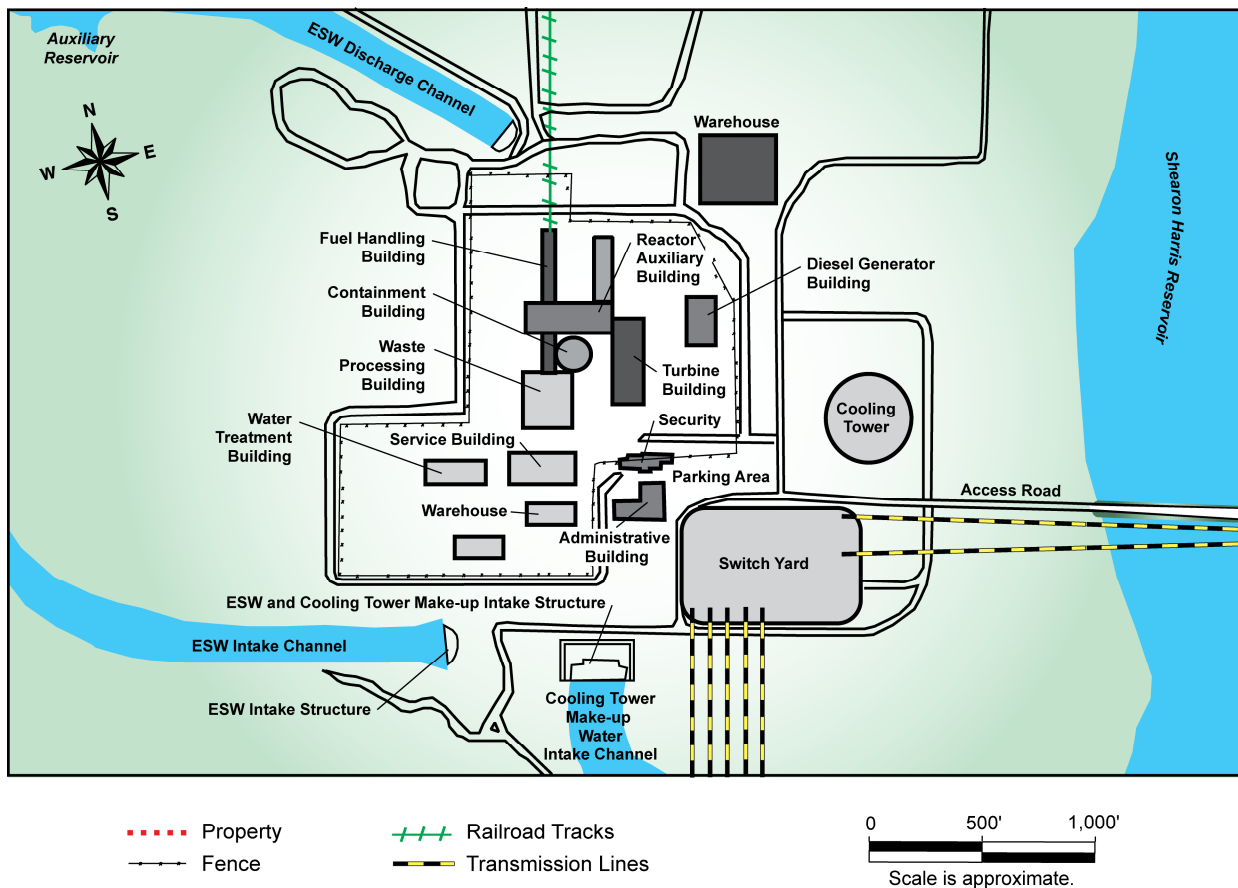 Auxiliary
Reservoir
ESW Discharge Channel
N
W
E
S
Warehouse
Shearon Harris Reservoir
Fuel Handling
Building
Reactor
Auxiliary
Building
Diesel Generator
Building
Containment
Building
Waste
Processing
Building
Turbine
Building
Cooling
Tower
Water
Treatment
Building
Service Building
Security
Parking Area
Access Road
Warehouse
Administrative
Building
Switch Yard
ESW and Cooling Tower Make-up Intake Structure
ESW Intake Channel
ESW Intake Structure
Cooling Tower
Make-up
Water
Intake Channel
Property
Fence
Railroad Tracks
Transmission Lines
0 500' 1,000'
Scale is approximate.